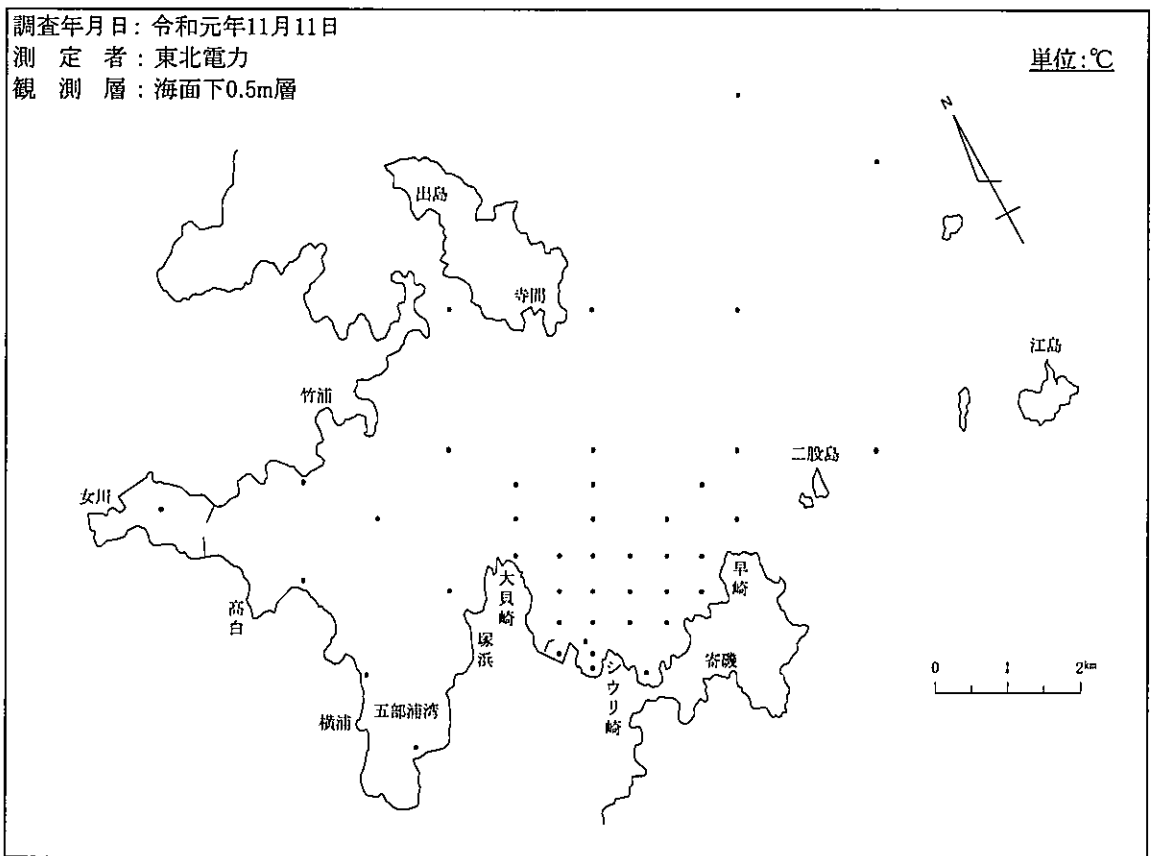 調査年月日：令和元年11月11日
測定者：東北電力
観測層：海面下0.5m層
単位：℃
N
出島
寺間
江島
竹浦
二股島
女川
大貝崎
早崎
高白
塚浜
シウリ崎
寄磯
0 1 2km
横浦
五部浦湾